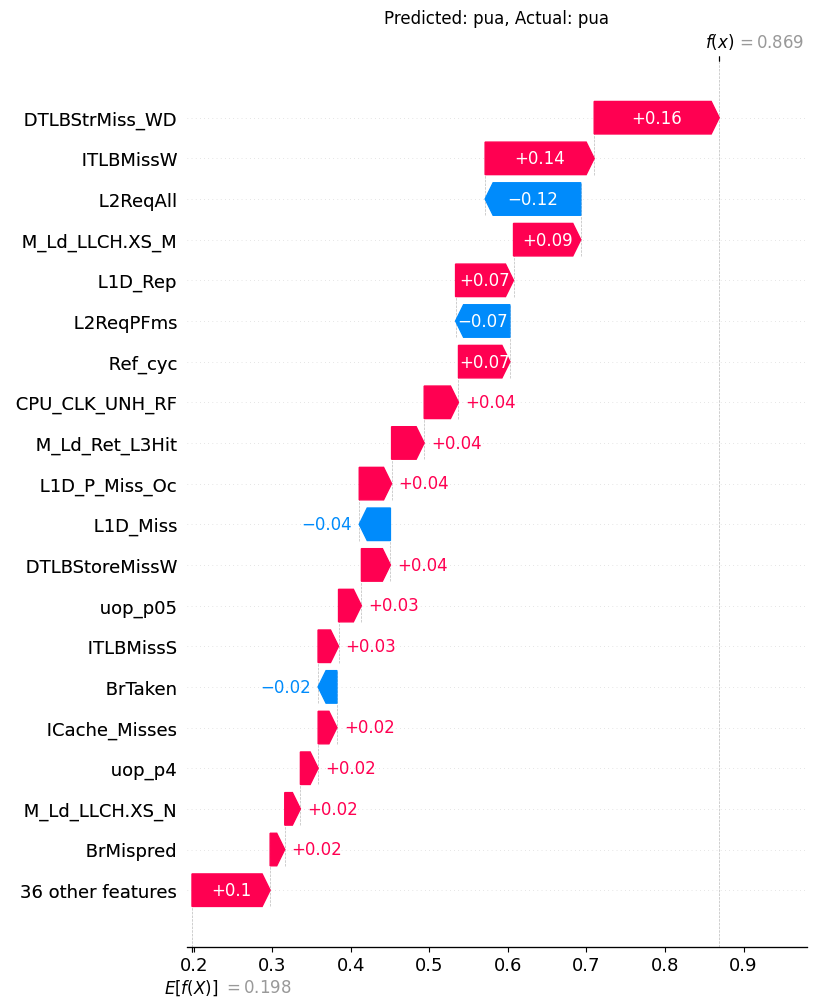 Predicted: pua, Actual: pua
f(x) = 0.869
DTLBStrMiss_WD +0.16
ITLBMissW +0.14
L2ReqAll −0.12
M_Ld_LLCH.XS_M +0.09
L1D_Rep +0.07
L2ReqPFms −0.07
Ref_cyc +0.07
CPU_CLK_UNH_RF +0.04
M_Ld_Ret_L3Hit +0.04
L1D_P_Miss_Oc +0.04
L1D_Miss −0.04
DTLBStoreMissW +0.04
uop_p05 +0.03
ITLBMissS +0.03
BrTaken −0.02
ICache_Misses +0.02
uop_p4 +0.02
M_Ld_LLCH.XS_N +0.02
BrMispred +0.02
36 other features +0.1
0.2 0.3 0.4 0.5 0.6 0.7 0.8 0.9
E[f(X)] = 0.198